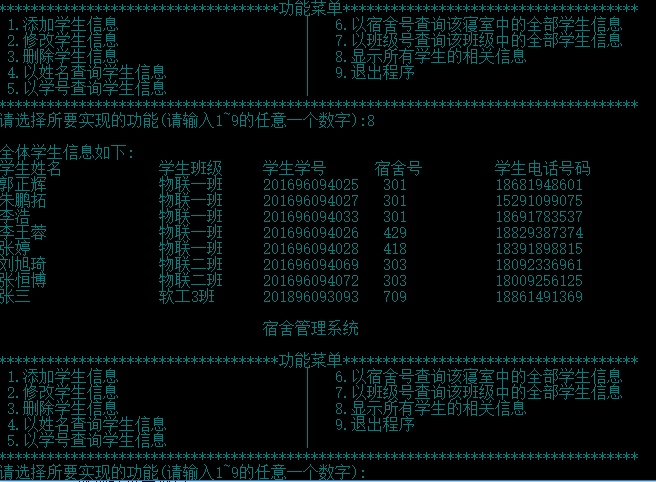 ***********************************功能菜单*************************************
1.添加学生信息 | 6.以宿舍号查询该寝室中的全部学生信息
2.修改学生信息 | 7.以班级号查询该班级中的全部学生信息
3.删除学生信息 | 8.显示所有学生的相关信息
4.以姓名查询学生信息 | 9.退出程序
5.以学号查询学生信息 |
********************************************************************************
请选择所要实现的功能(请输入1~9的任意一个数字):8
全体学生信息如下:
学生姓名 学生班级 学生学号 宿舍号 学生电话号码
郭正辉 物联一班 201696094025 301 18681948601
朱鹏拓 物联一班 201696094027 301 15291099075
李浩 物联一班 201696094033 301 18691783537
李王蓉 物联一班 201696094026 429 18829387374
张婷 物联一班 201696094028 418 18391898815
刘旭琦 物联二班 201696094069 303 18092336961
张恒博 物联二班 201696094072 303 18009256125
张三 软工3班 201896093093 709 18861491369
宿舍管理系统
***********************************功能菜单*************************************
1.添加学生信息 | 6.以宿舍号查询该寝室中的全部学生信息
2.修改学生信息 | 7.以班级号查询该班级中的全部学生信息
3.删除学生信息 | 8.显示所有学生的相关信息
4.以姓名查询学生信息 | 9.退出程序
5.以学号查询学生信息 |
********************************************************************************
请选择所要实现的功能(请输入1~9的任意一个数字):